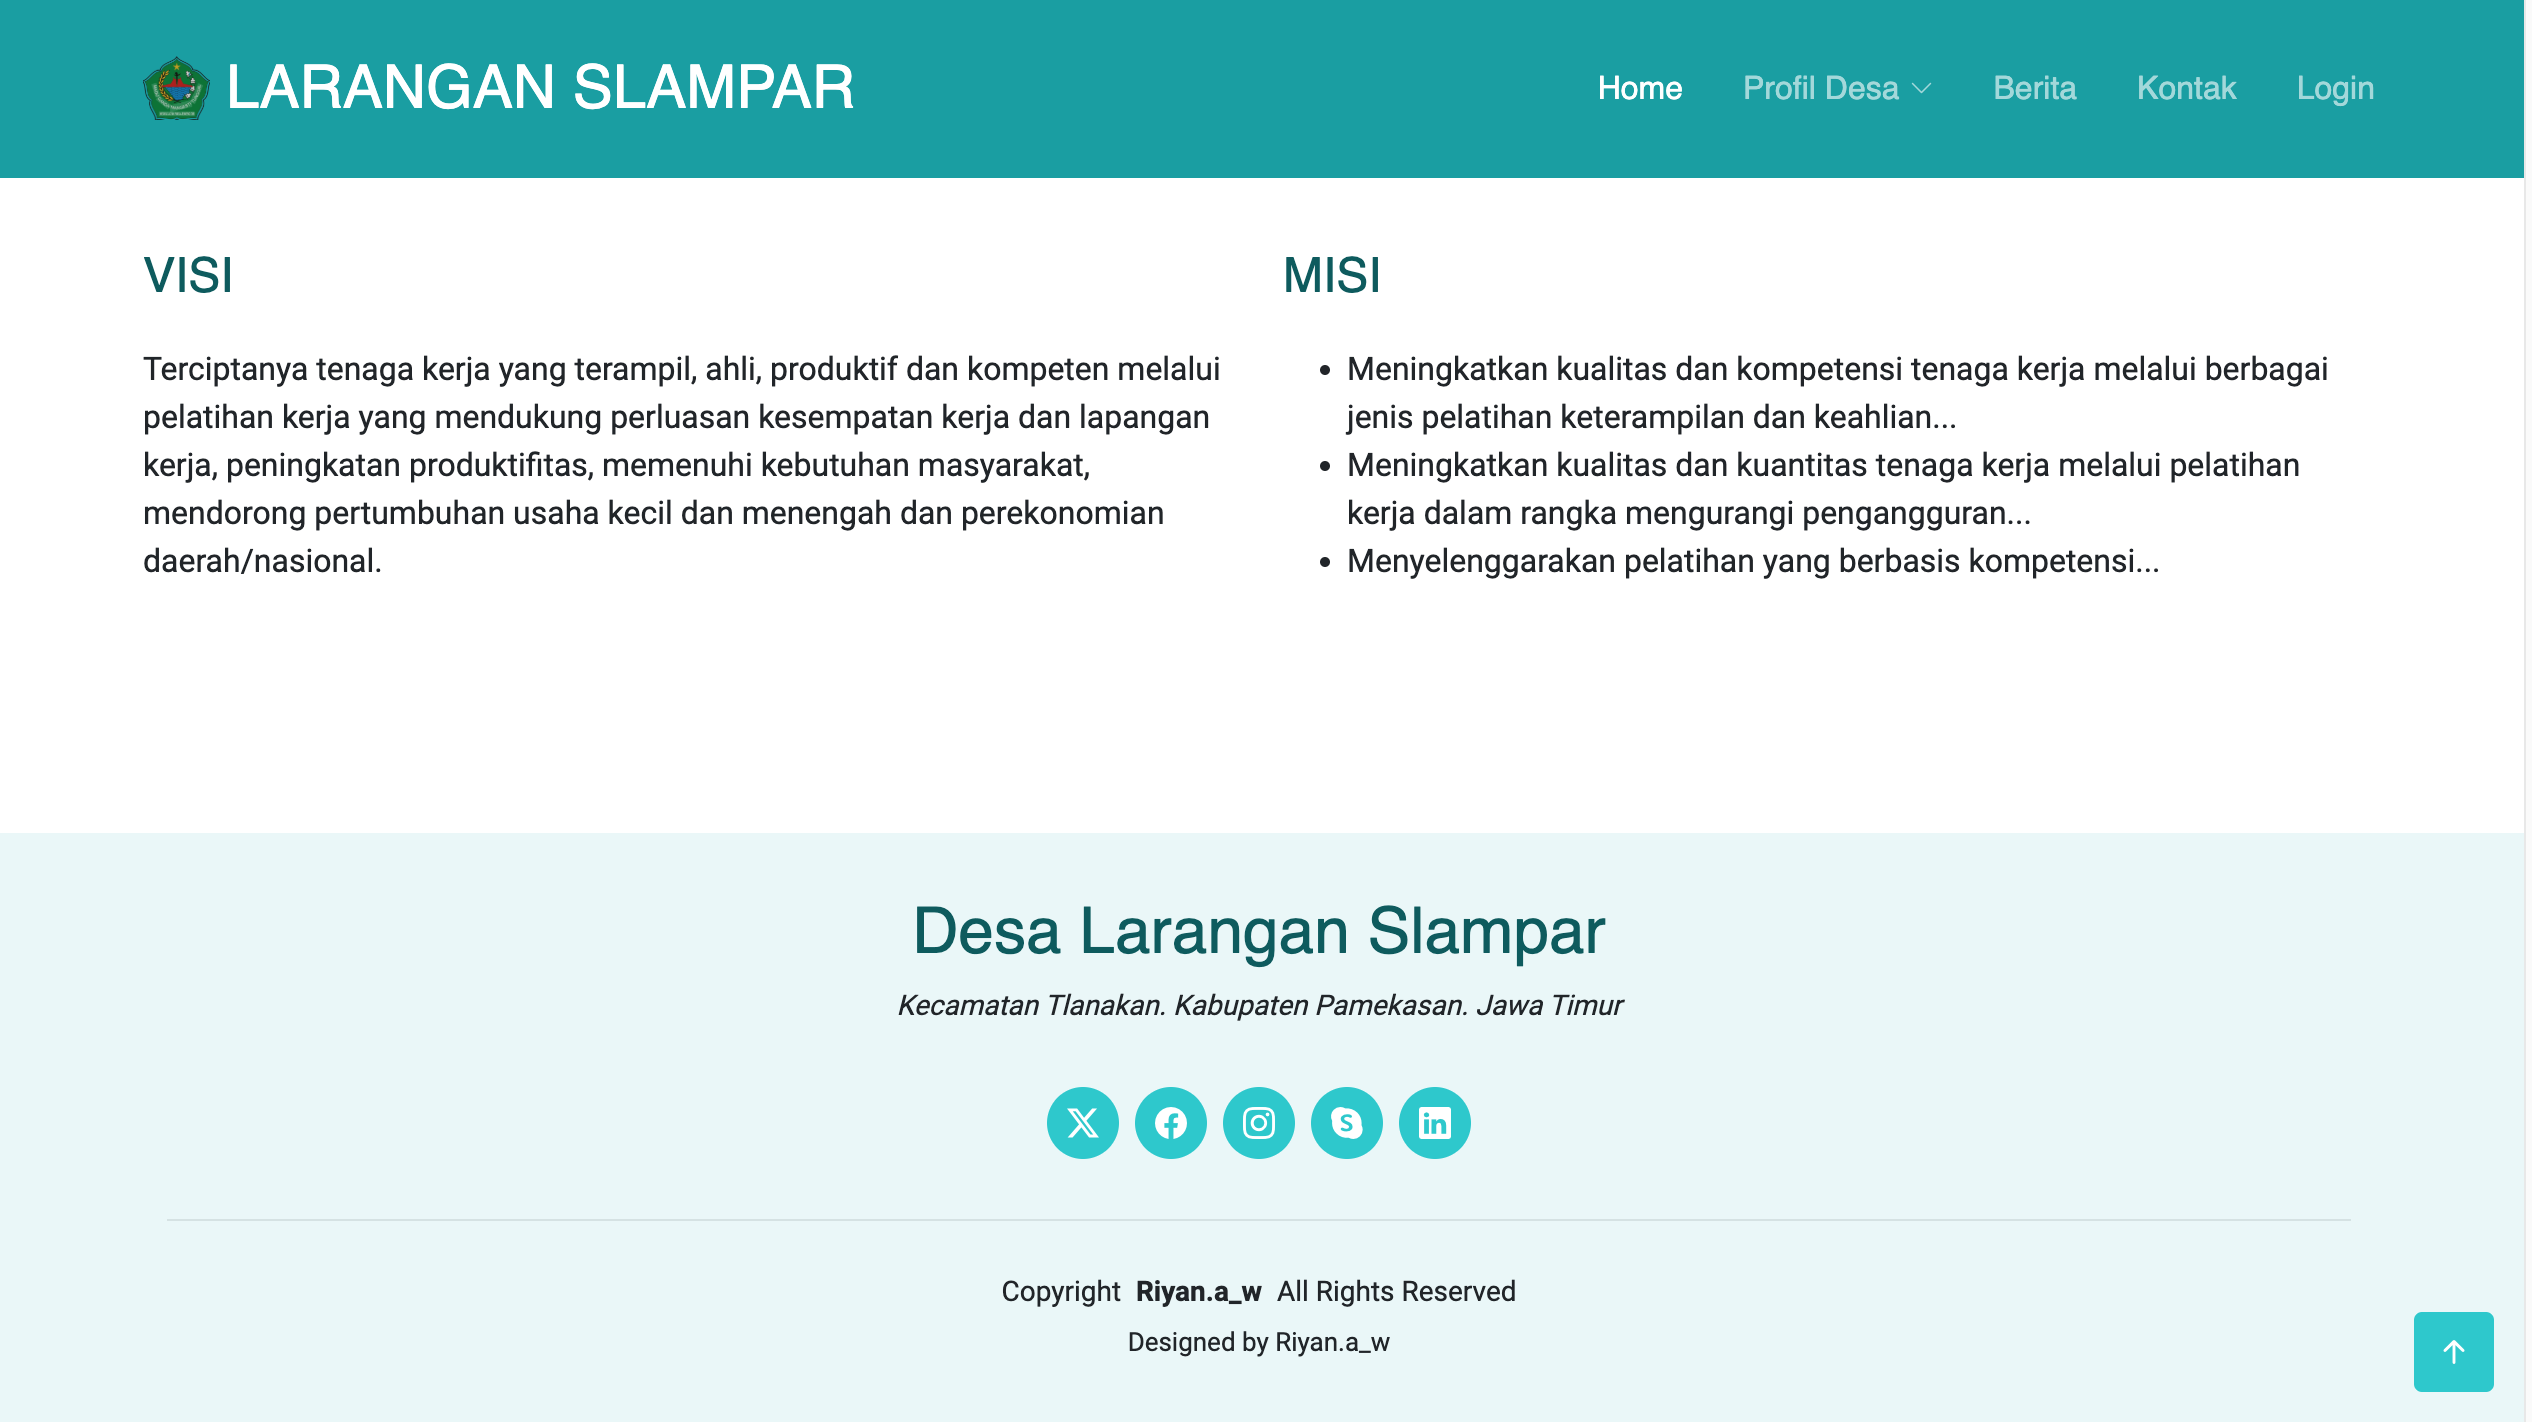 LARANGAN SLAMPAR
Home
Profil Desa
Berita
Kontak
Login
VISI
Terciptanya tenaga kerja yang terampil, ahli, produktif dan kompeten melalui
pelatihan kerja yang mendukung perluasan kesempatan kerja dan lapangan
kerja, peningkatan produktifitas, memenuhi kebutuhan masyarakat,
mendorong pertumbuhan usaha kecil dan menengah dan perekonomian
daerah/nasional.
MISI
• Meningkatkan kualitas dan kompetensi tenaga kerja melalui berbagai
jenis pelatihan keterampilan dan keahlian...
• Meningkatkan kualitas dan kuantitas tenaga kerja melalui pelatihan
kerja dalam rangka mengurangi pengangguran...
• Menyelenggarakan pelatihan yang berbasis kompetensi...
Desa Larangan Slampar
Kecamatan Tlanakan. Kabupaten Pamekasan. Jawa Timur
Copyright Riyan.a_w All Rights Reserved
Designed by Riyan.a_w